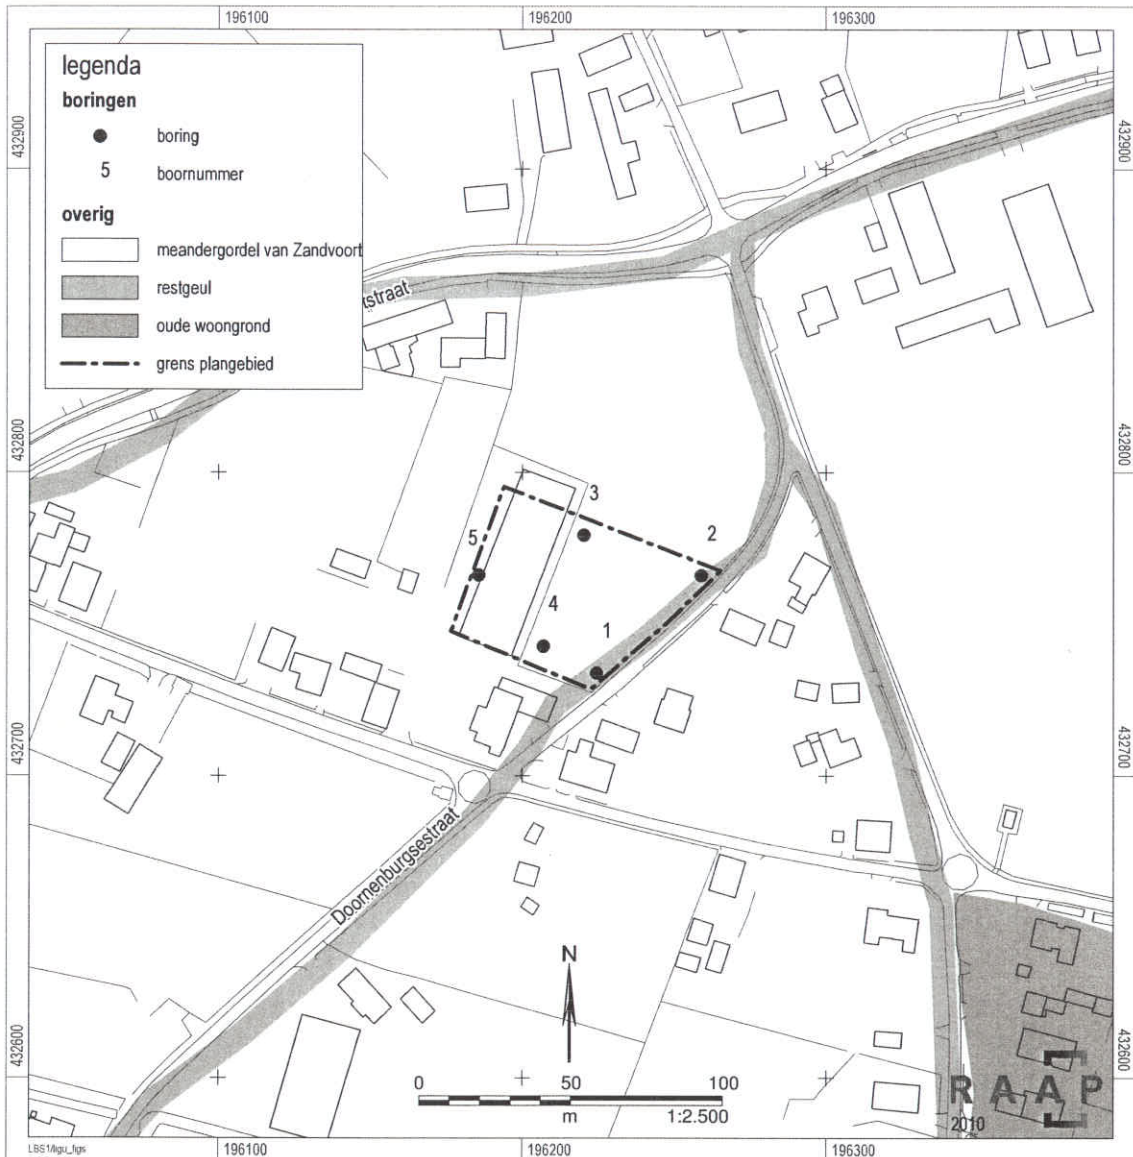 196100 196200 196300
legenda
boringen
boring
5 boornummer
overig
meandergordel van Zandvoort
restgeul
oude woongrond
grens plangebied
432900 432900
straat
432800 432800
3
2
5
4
1
432700 432700
Doornenburgsestraat
N
432600 432600
0 50 100
m 1:2.500
RAAP
2010
196100 196200 196300